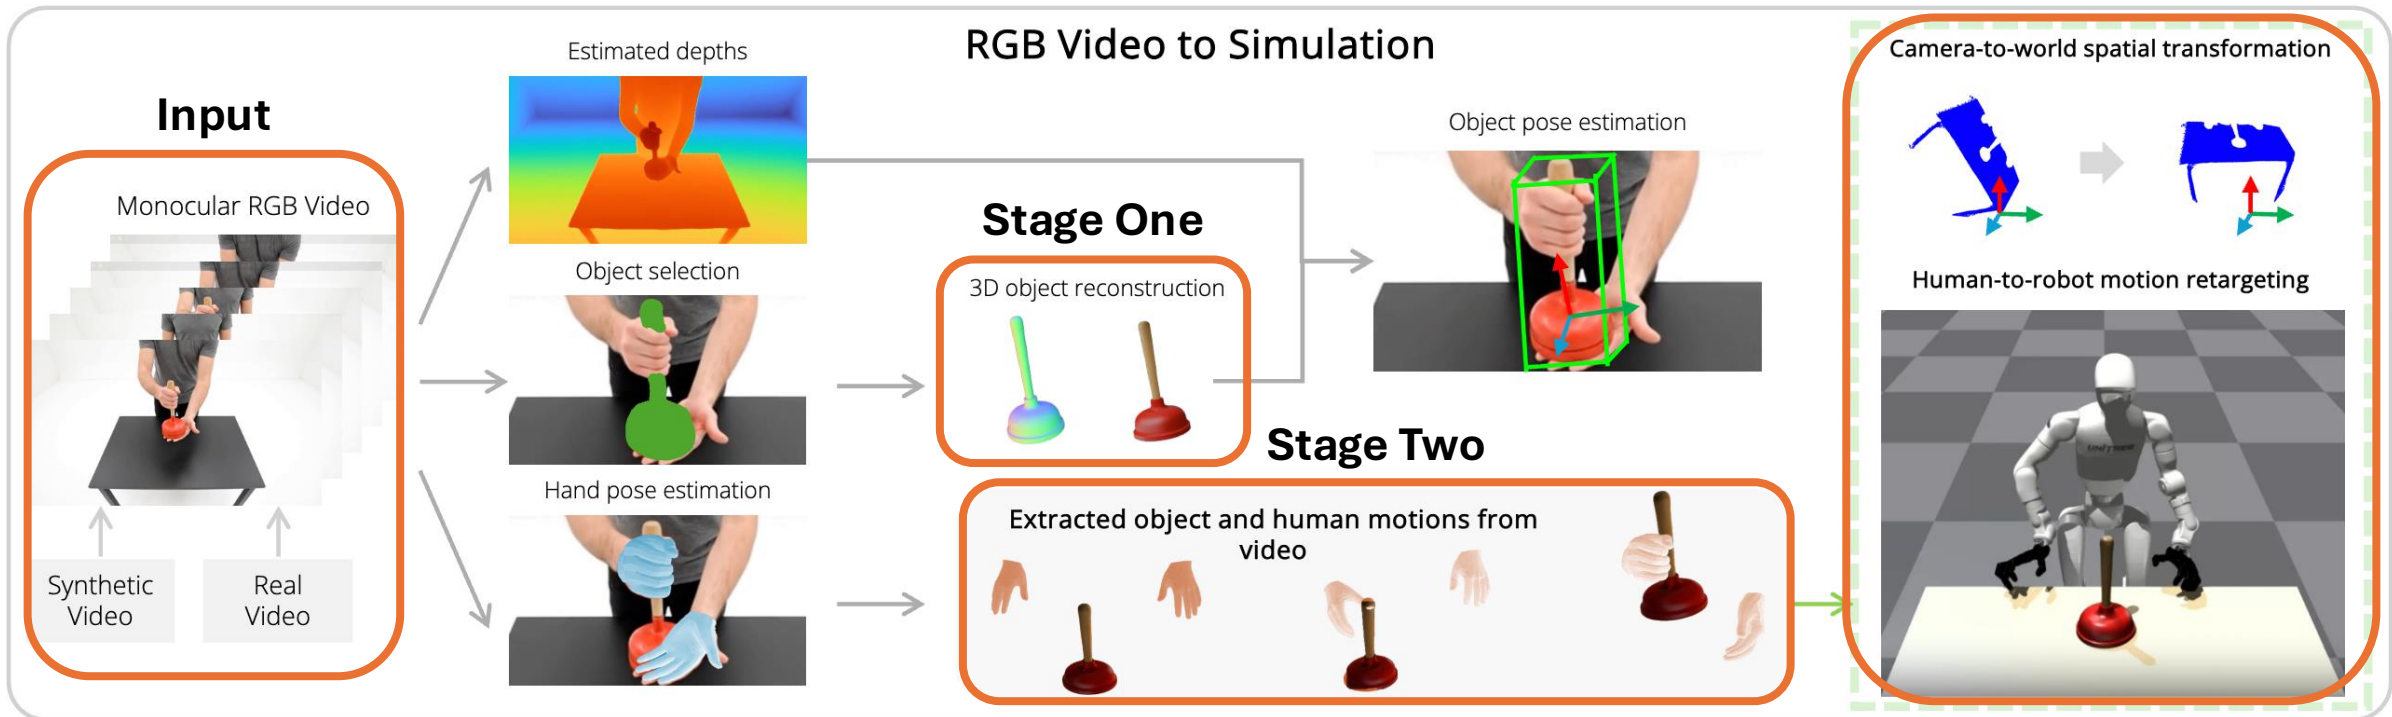 RGB Video to Simulation
Input
Monocular RGB Video
Synthetic
Video
Real
Video
Estimated depths
Object selection
Hand pose estimation
Stage One
3D object reconstruction
Object pose estimation
Stage Two
Extracted object and human motions from
video
Camera-to-world spatial transformation
Human-to-robot motion retargeting